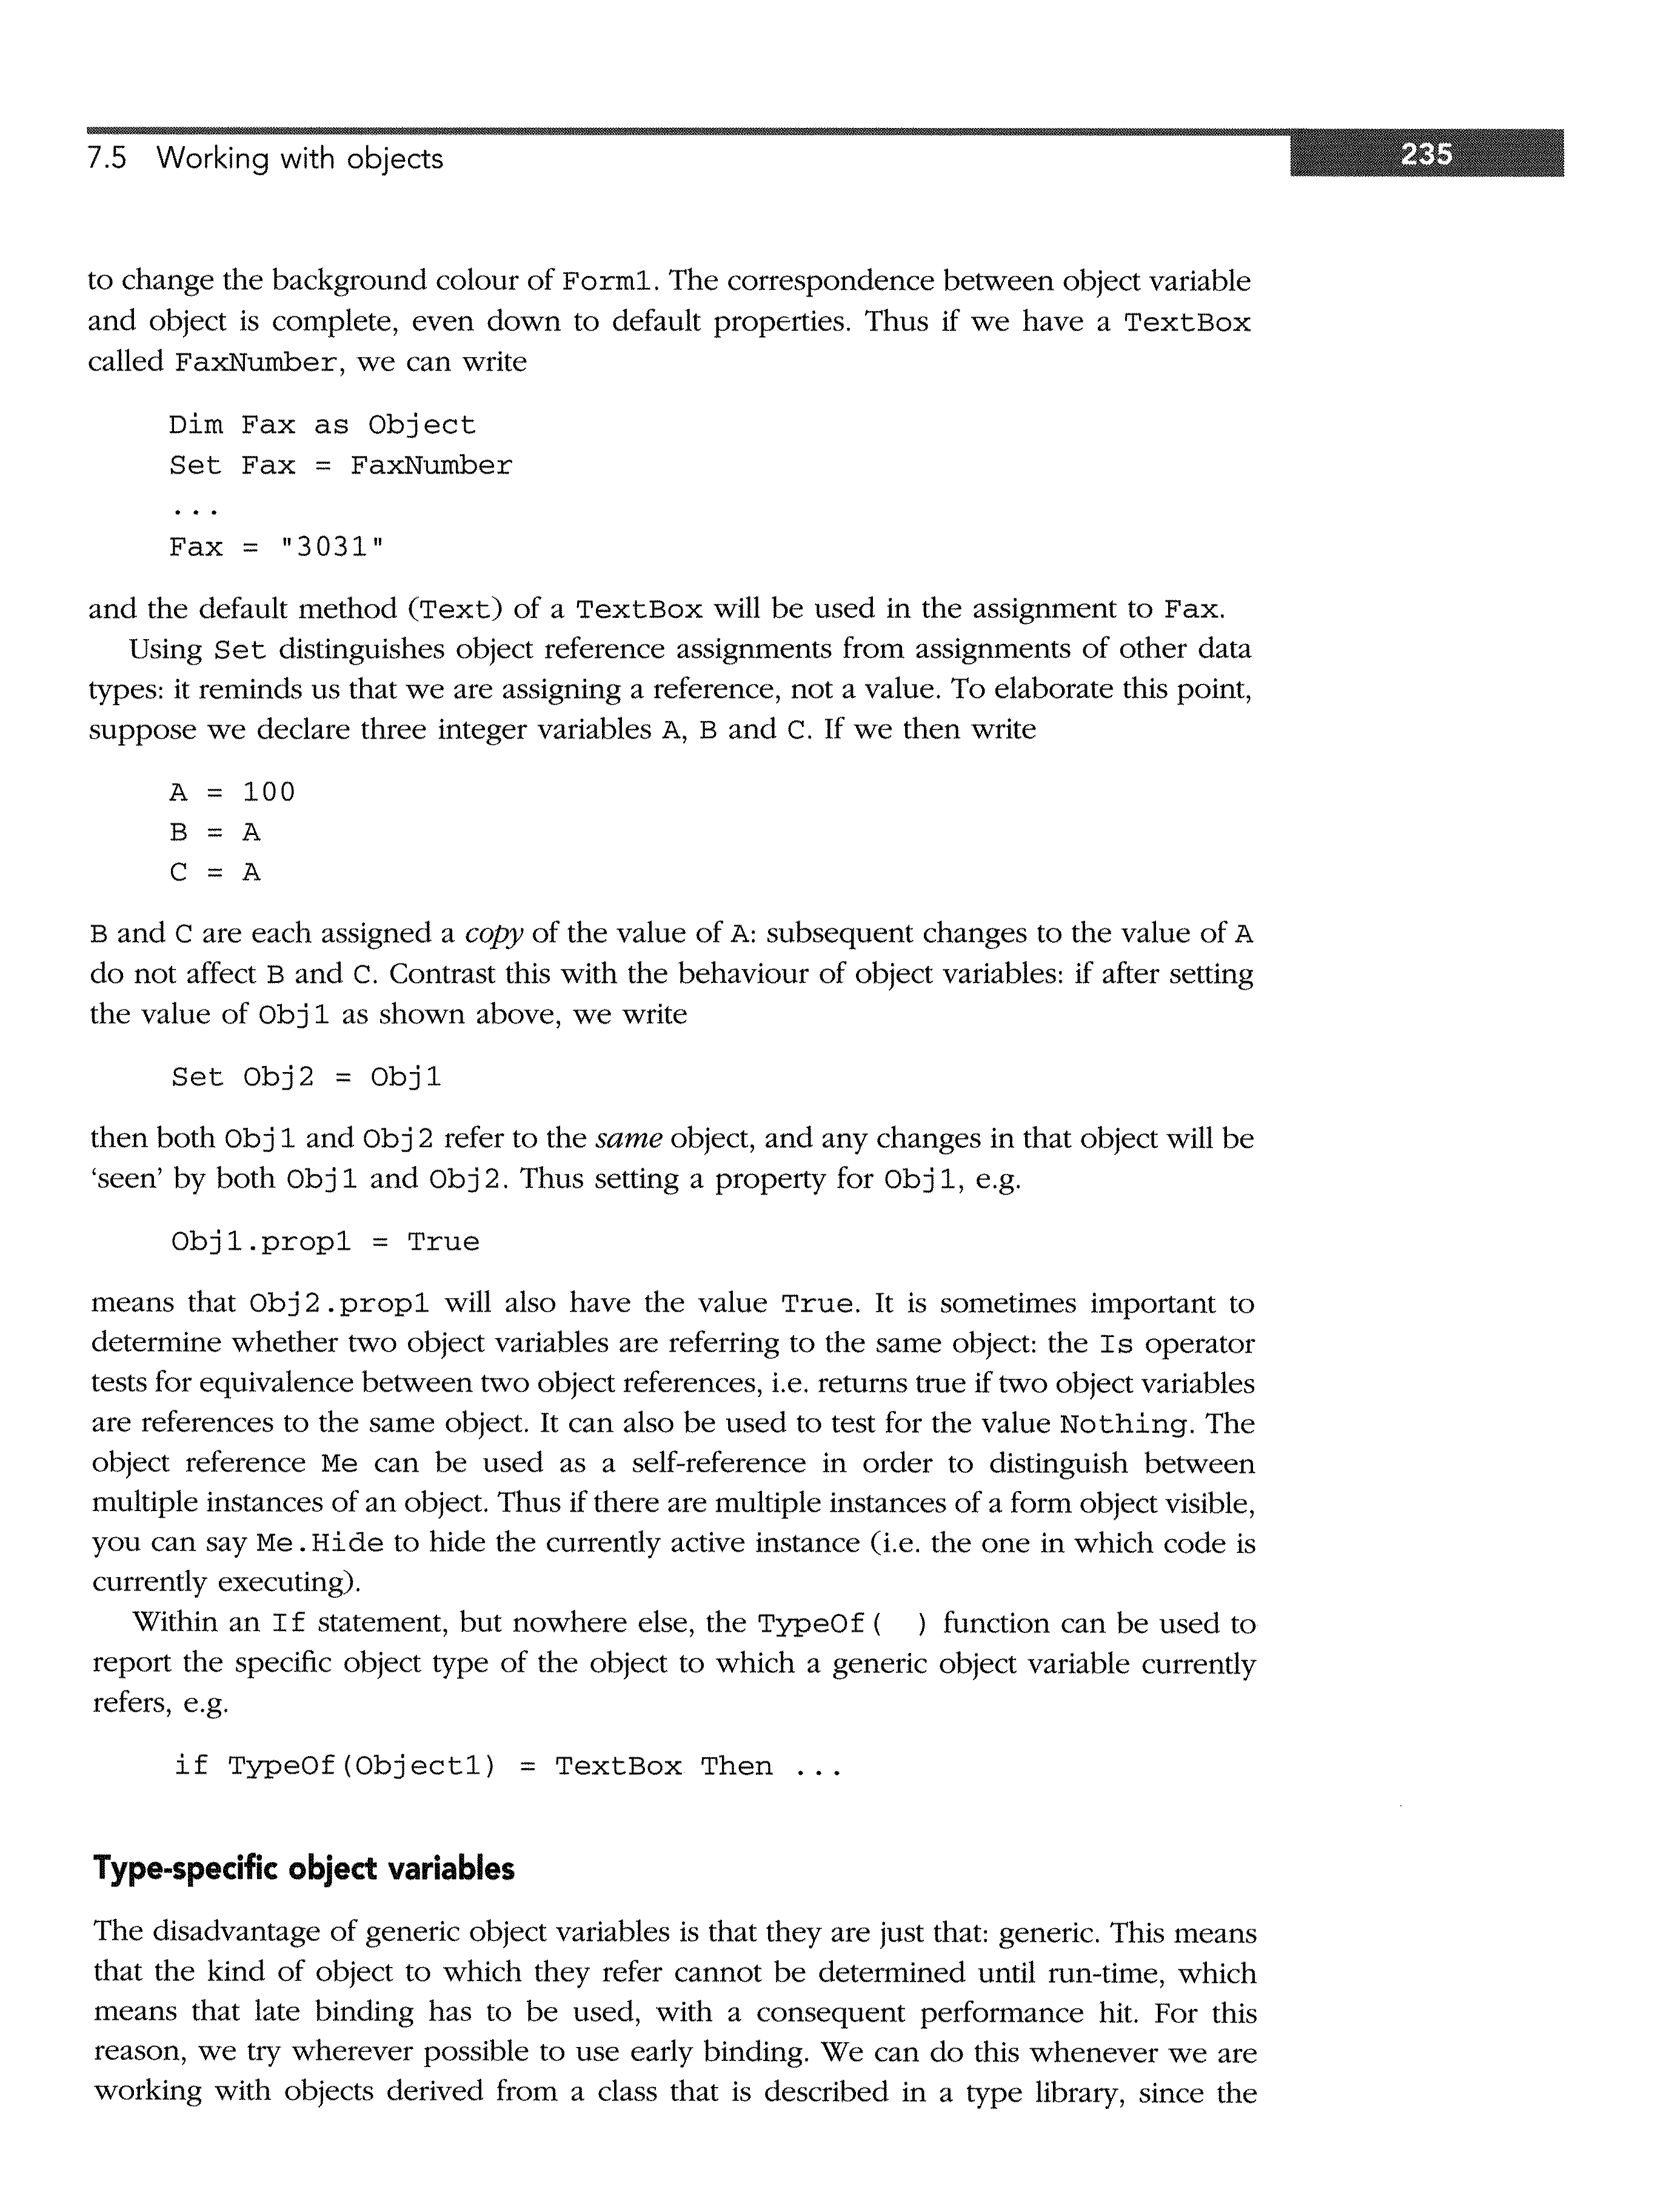 7.5 Working with objects
235
to change the background colour of Form1. The correspondence between object variable
and object is complete, even down to default properties. Thus if we have a TextBox
called FaxNumber, we can write
Dim Fax as Object
Set Fax = FaxNumber
...
Fax = "3031"
and the default method (Text) of a TextBox will be used in the assignment to Fax.
Using Set distinguishes object reference assignments from assignments of other data
types: it reminds us that we are assigning a reference, not a value. To elaborate this point,
suppose we declare three integer variables A, B and C. If we then write
A = 100
B = A
C = A
B and C are each assigned a copy of the value of A: subsequent changes to the value of A
do not affect B and C. Contrast this with the behaviour of object variables: if after setting
the value of Obj1 as shown above, we write
Set Obj2 = Obj1
then both Obj1 and Obj2 refer to the same object, and any changes in that object will be
‘seen’ by both Obj1 and Obj2. Thus setting a property for Obj1, e.g.
Obj1.prop1 = True
means that Obj2.prop1 will also have the value True. It is sometimes important to
determine whether two object variables are referring to the same object: the Is operator
tests for equivalence between two object references, i.e. returns true if two object variables
are references to the same object. It can also be used to test for the value Nothing. The
object reference Me can be used as a self-reference in order to distinguish between
multiple instances of an object. Thus if there are multiple instances of a form object visible,
you can say Me.Hide to hide the currently active instance (i.e. the one in which code is
currently executing).
Within an If statement, but nowhere else, the TypeOf( ) function can be used to
report the specific object type of the object to which a generic object variable currently
refers, e.g.
if TypeOf(Object1) = TextBox Then ...
Type-specific object variables
The disadvantage of generic object variables is that they are just that: generic. This means
that the kind of object to which they refer cannot be determined until run-time, which
means that late binding has to be used, with a consequent performance hit. For this
reason, we try wherever possible to use early binding. We can do this whenever we are
working with objects derived from a class that is described in a type library, since the